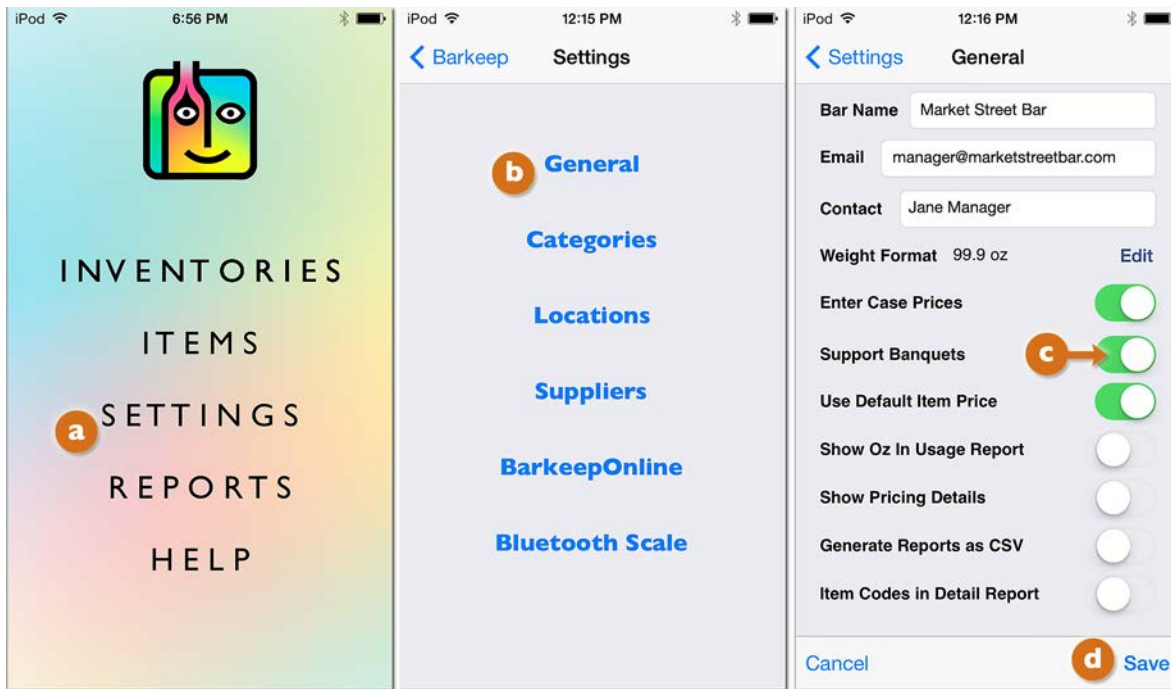 iPod 6:56 PM
INVENTORIES
ITEMS
a SETTINGS
REPORTS
HELP
iPod 12:15 PM
Barkeep Settings
b General
Categories
Locations
Suppliers
BarkeepOnline
Bluetooth Scale
iPod 12:16 PM
Settings General
Bar Name Market Street Bar
Email manager@marketstreetbar.com
Contact Jane Manager
Weight Format 99.9 oz Edit
Enter Case Prices
Support Banquets c
Use Default Item Price
Show Oz In Usage Report
Show Pricing Details
Generate Reports as CSV
Item Codes in Detail Report
Cancel d Save